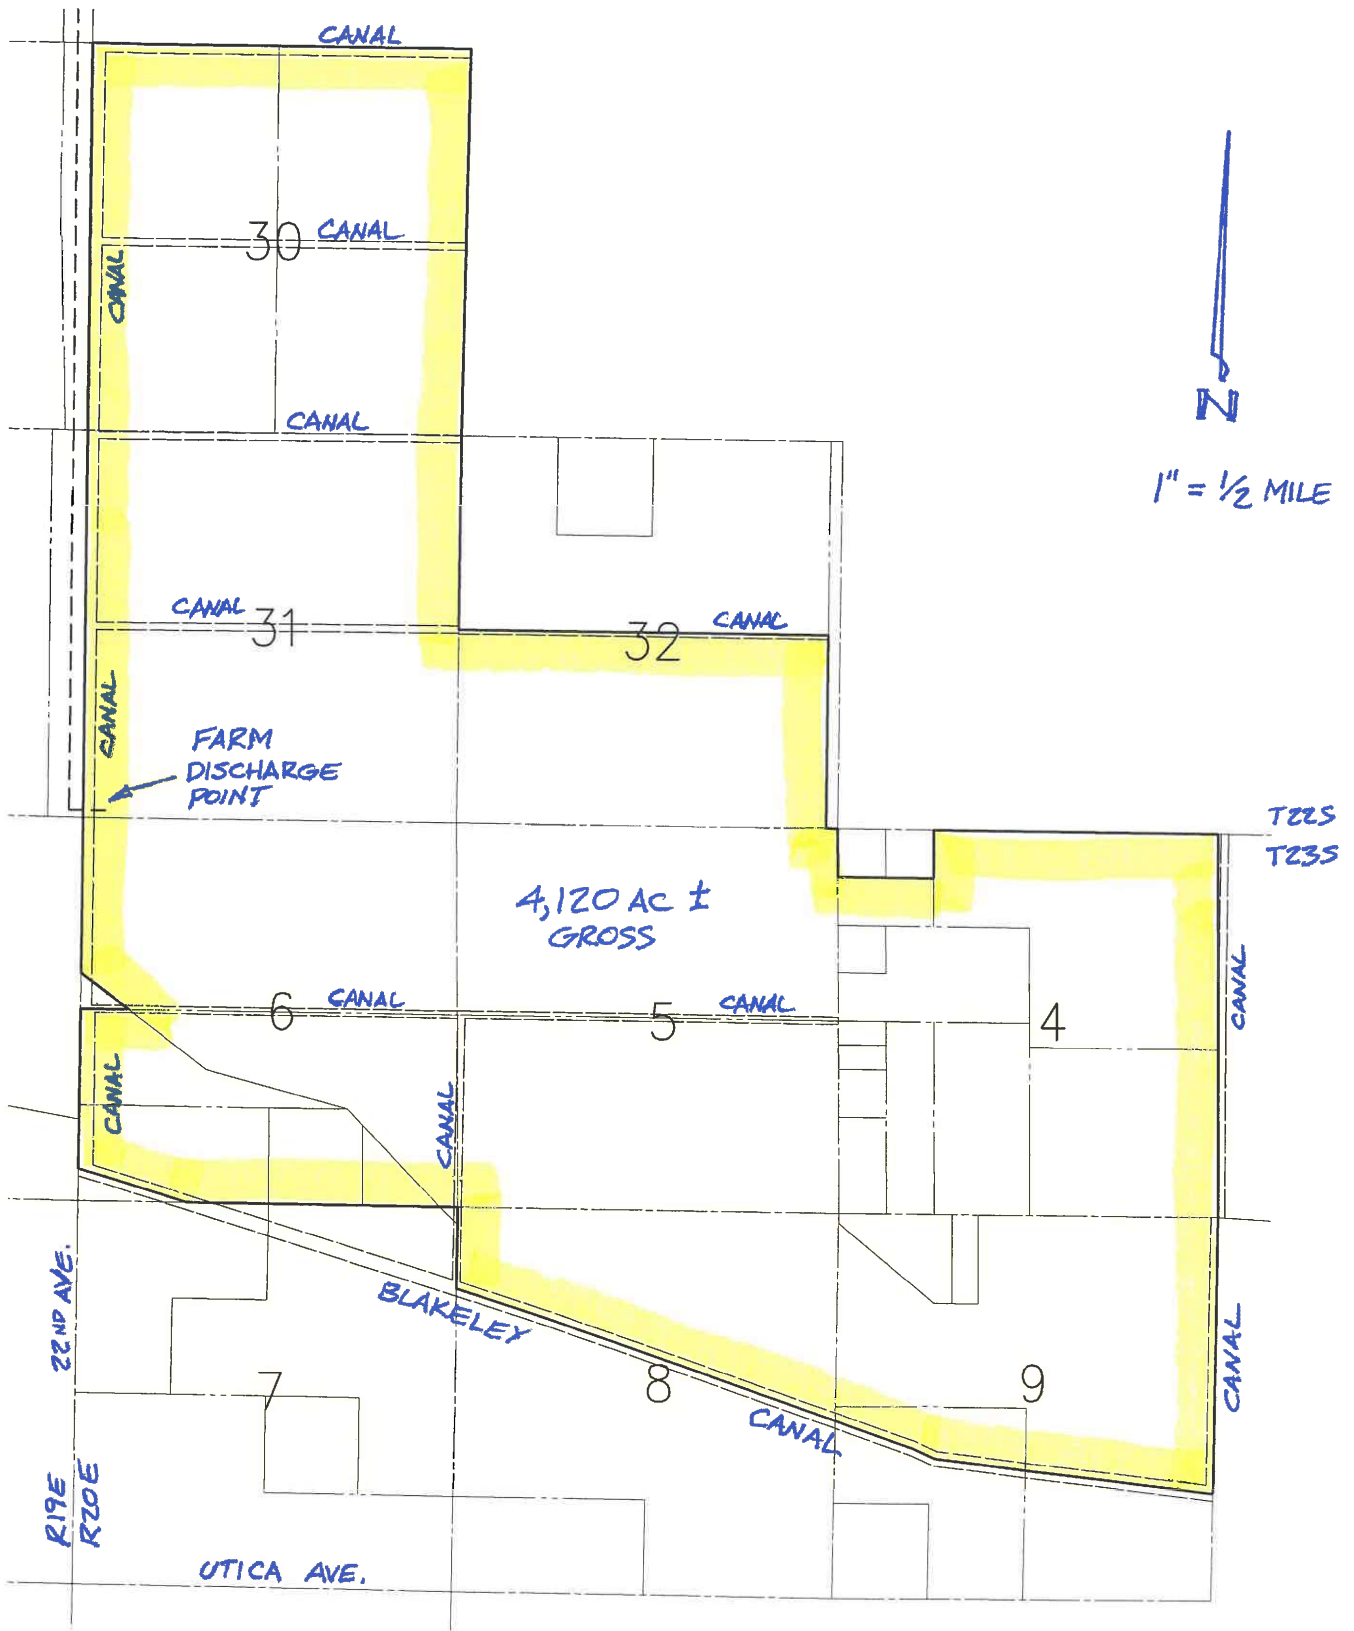 CANAL
30
CANAL
CANAL
CANAL
N
1" = 1/2 MILE
CANAL
31
CANAL
32
CANAL
FARM
DISCHARGE
POINT
T22S
T23S
4,120 AC ±
GROSS
6
CANAL
5
CANAL
4
CANAL
CANAL
CANAL
22ND AVE.
BLAKELEY
CANAL
7
8
9
CANAL
R19E
R20E
UTICA AVE.